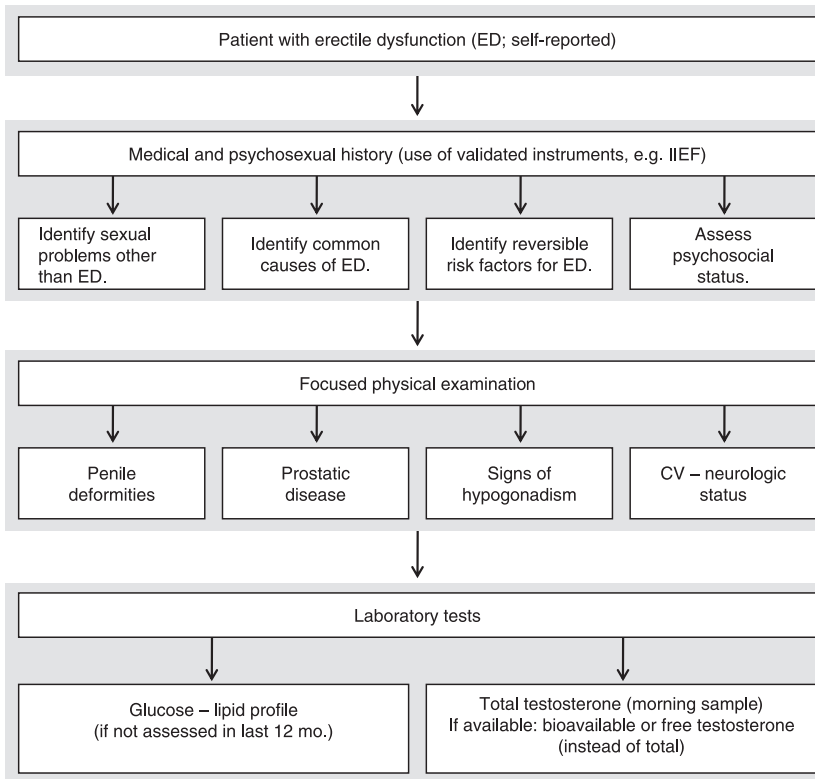 Patient with erectile dysfunction (ED; self-reported)
Medical and psychosexual history (use of validated instruments, e.g. IIEF)
Identify sexual
problems other
than ED.
Identify common
causes of ED.
Identify reversible
risk factors for ED.
Assess
psychosocial
status.
Focused physical examination
Penile
deformities
Prostatic
disease
Signs of
hypogonadism
CV – neurologic
status
Laboratory tests
Glucose – lipid profile
(if not assessed in last 12 mo.)
Total testosterone (morning sample)
If available: bioavailable or free testosterone
(instead of total)